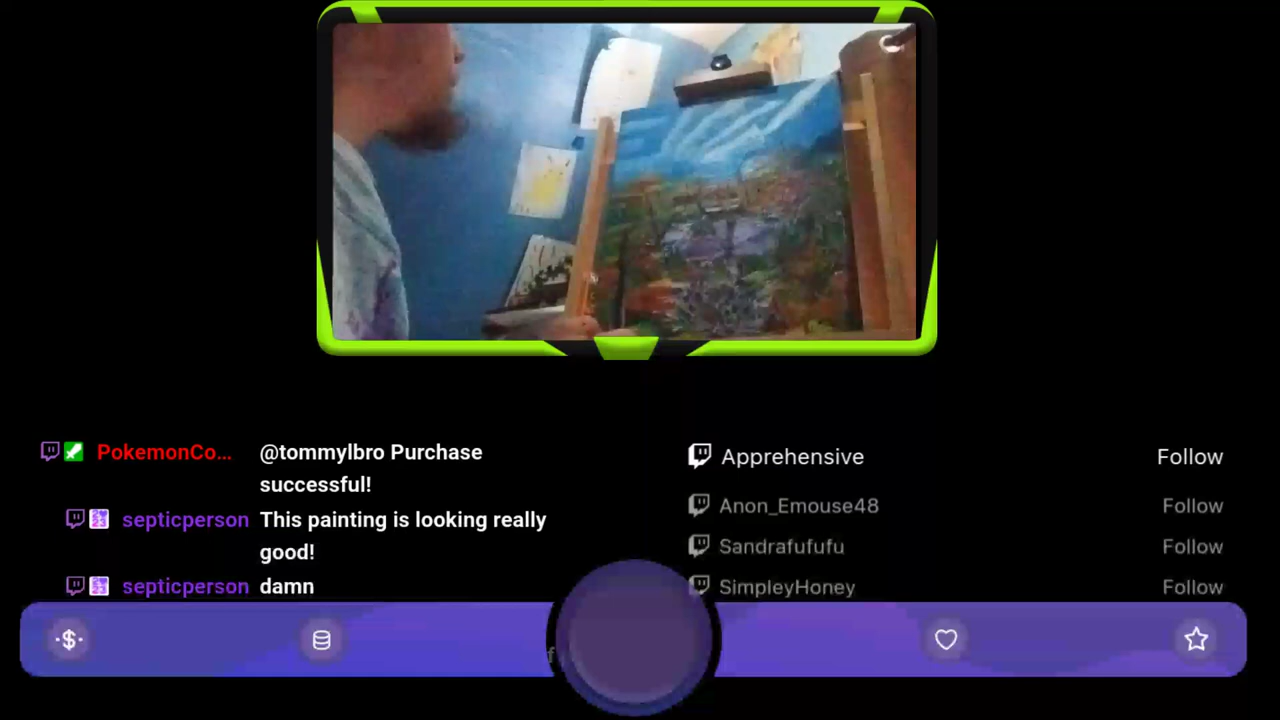 PokemonCo... @tommylbro Purchase
successful!
septicperson This painting is looking really
good!
septicperson damn
Apprehensive Follow
Anon_Emouse48 Follow
Sandrafufufu Follow
SimpleyHoney Follow